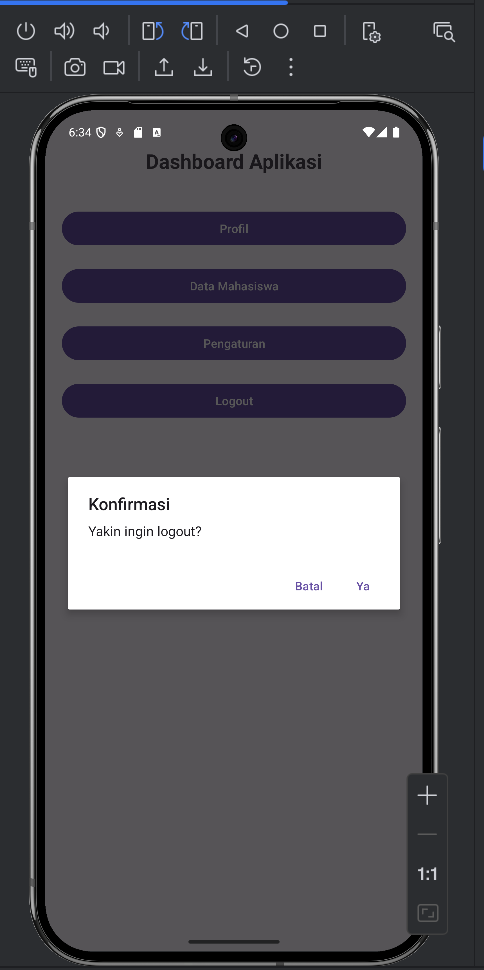 6:34
Dashboard Aplikasi
Profil
Data Mahasiswa
Pengaturan
Logout
Konfirmasi
Yakin ingin logout?
Batal
Ya
1:1